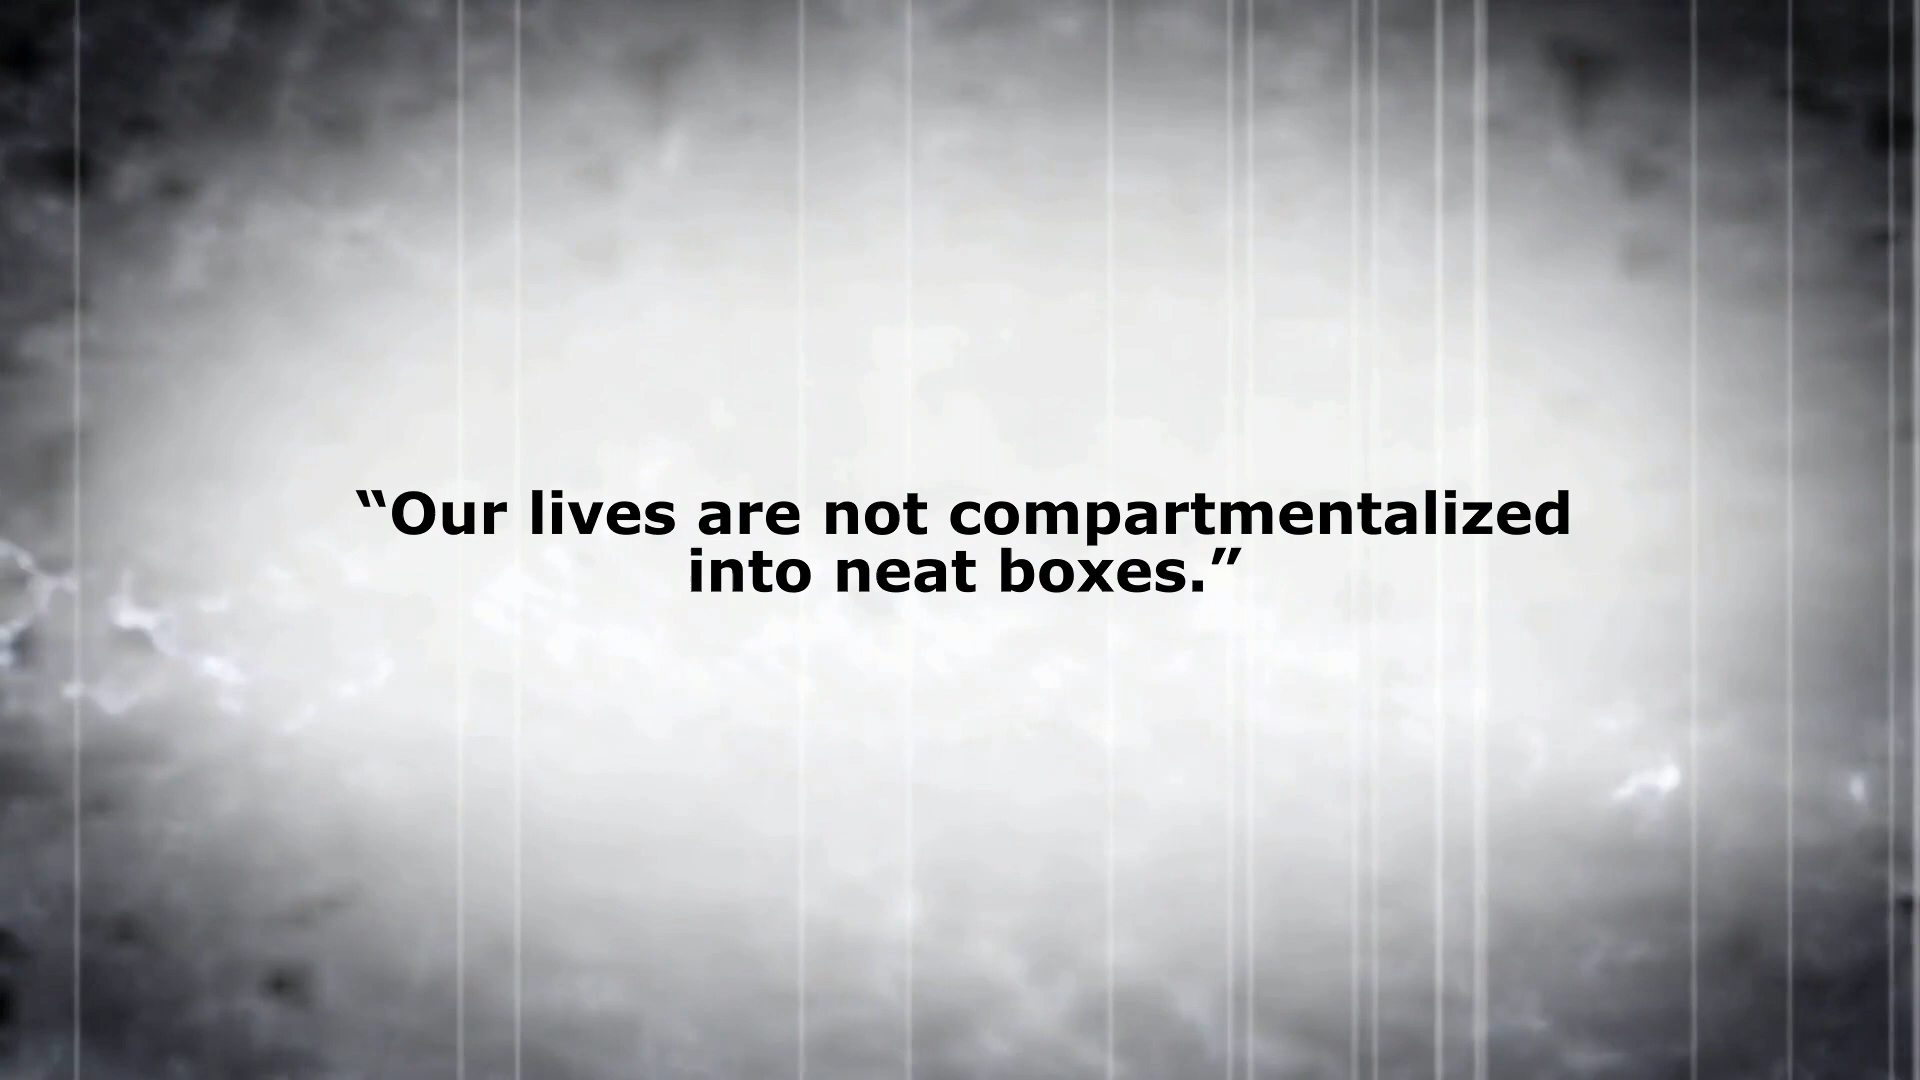 “Our lives are not compartmentalized
into neat boxes.”